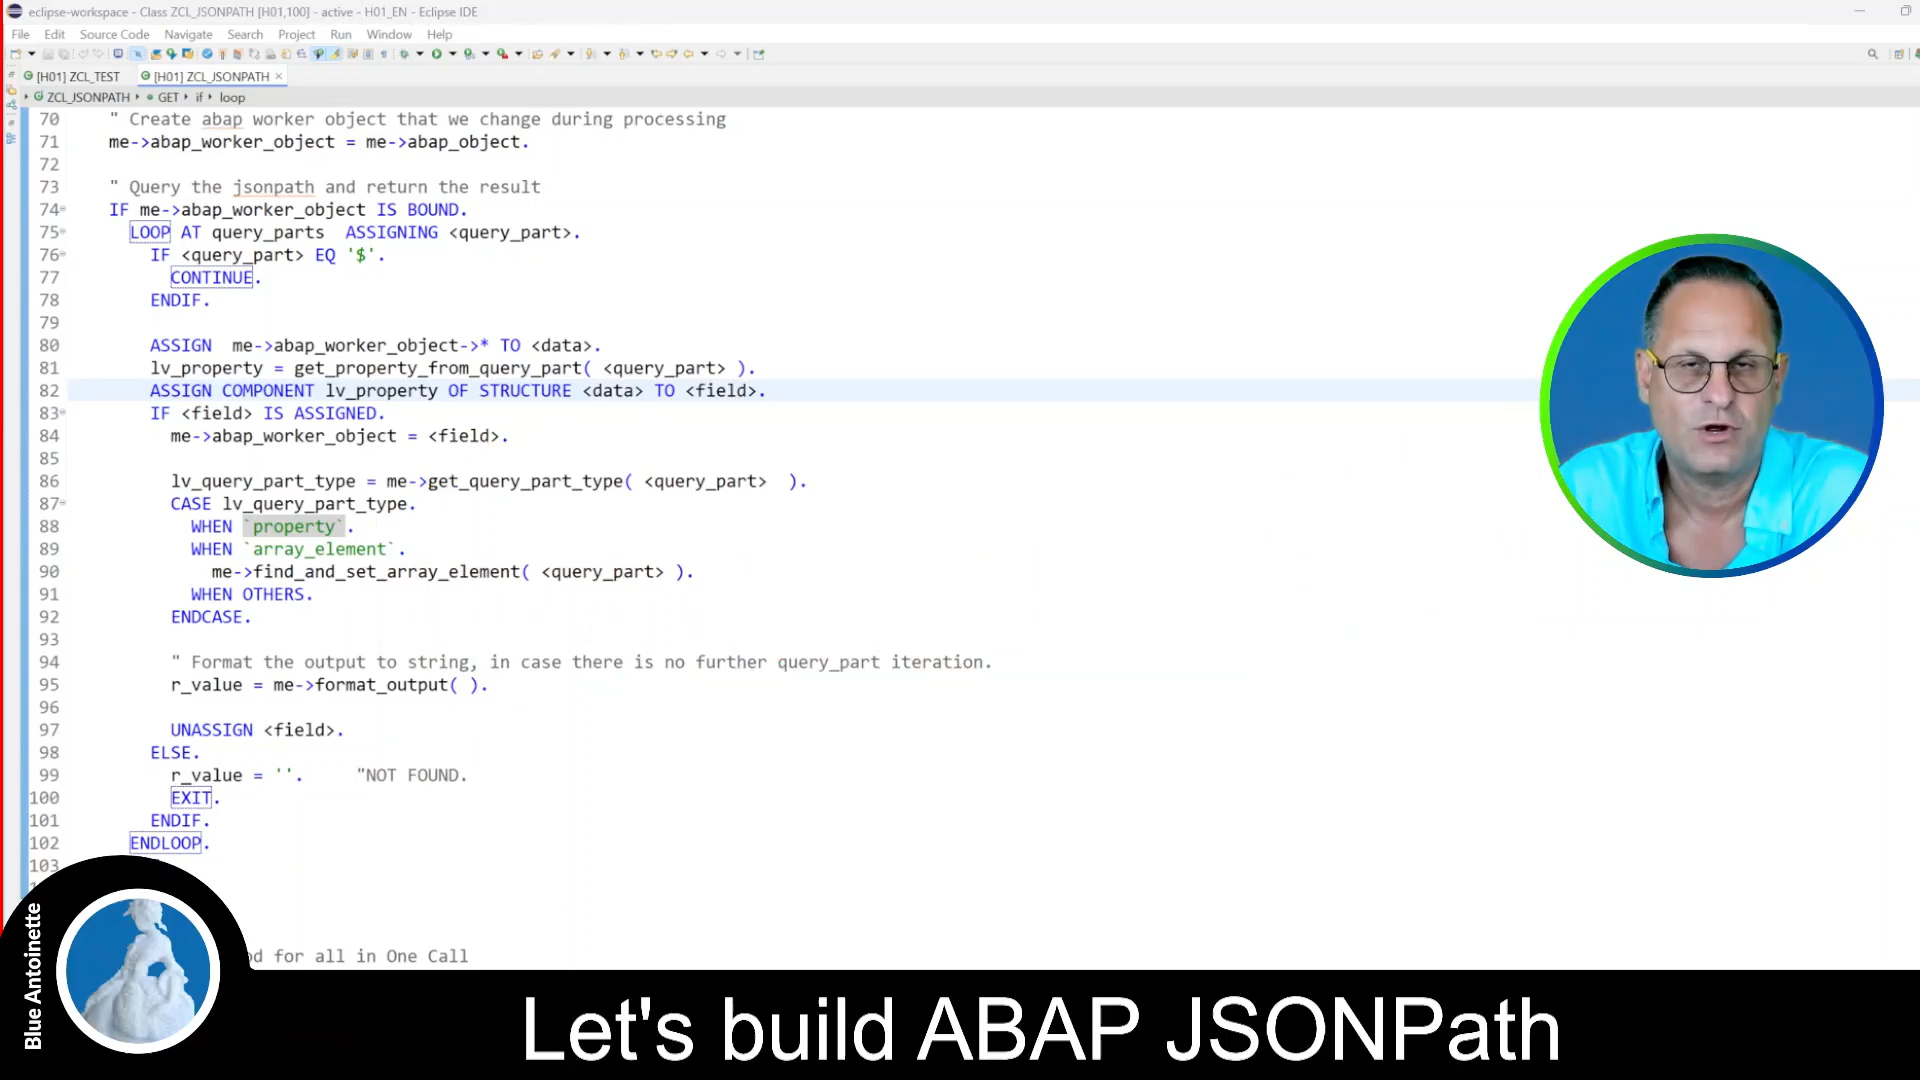 eclipse-workspace - Class ZCL_JSONPATH [H01,100] - active - H01_EN - Eclipse IDE
File Edit Source Code Navigate Search Project Run Window Help
[H01] ZCL_TEST [H01] ZCL_JSONPATH
ZCL_JSONPATH GET if loop
70 " Create abap worker object that we change during processing
71 me->abap_worker_object = me->abap_object.
72
73 " Query the jsonpath and return the result
74 IF me->abap_worker_object IS BOUND.
75 LOOP AT query_parts  ASSIGNING <query_part>.
76 IF <query_part> EQ '$'.
77 CONTINUE.
78 ENDIF.
79
80 ASSIGN  me->abap_worker_object->* TO <data>.
81 lv_property = get_property_from_query_part( <query_part> ).
82 ASSIGN COMPONENT lv_property OF STRUCTURE <data> TO <field>.
83 IF <field> IS ASSIGNED.
84 me->abap_worker_object = <field>.
85
86 lv_query_part_type = me->get_query_part_type( <query_part>  ).
87 CASE lv_query_part_type.
88 WHEN `property`.
89 WHEN `array_element`.
90 me->find_and_set_array_element( <query_part> ).
91 WHEN OTHERS.
92 ENDCASE.
93
94 " Format the output to string, in case there is no further query_part iteration.
95 r_value = me->format_output( ).
96
97 UNASSIGN <field>.
98 ELSE.
99 r_value = ''.     "NOT FOUND.
100 EXIT.
101 ENDIF.
102 ENDLOOP.
103
for all in One Call
Blue Antoinette
Let's build ABAP JSONPath